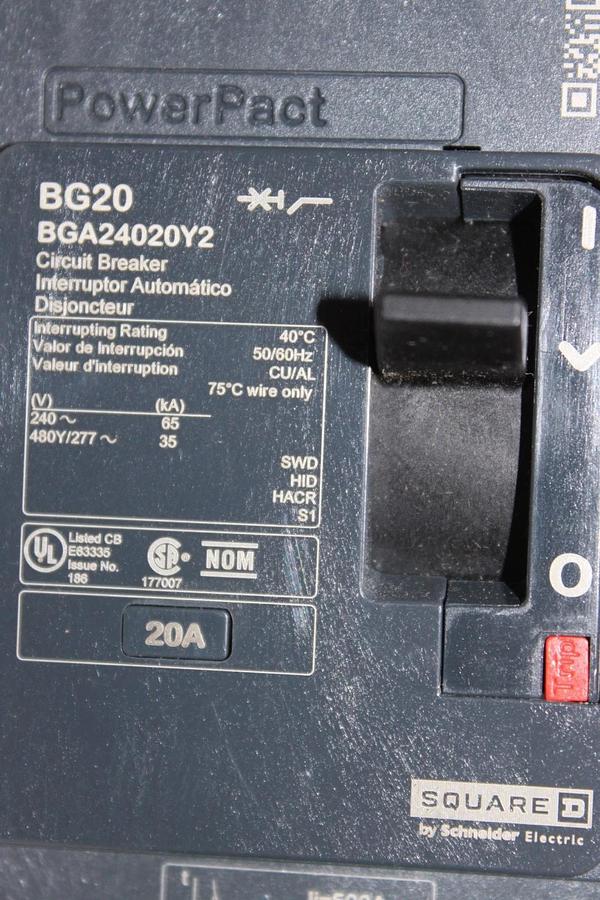 PowerPact
BG20
BGA24020Y2
Circuit Breaker
Interruptor Automático
Disjoncteur
Interrupting Rating
Valor de Interrupción
Valeur d'interruption
40°C
50/60Hz
CU/AL
75°C wire only
(V) (kA)
240 ~ 65
480Y/277 ~ 35
SWD
HID
HACR
S1
UL
Listed CB
E63335
Issue No.
186
SA ®
177007
NOM
20A
I
O
Trip
SQUARE D
by Schneider Electric
t